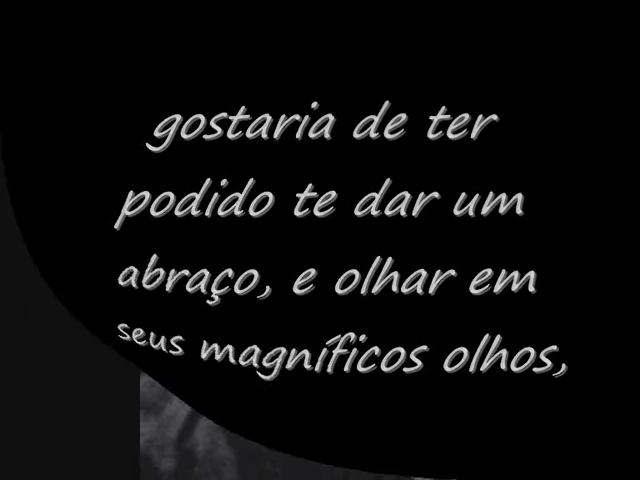 gostaria de ter
podido te dar um
abraço, e olhar em
seus magníficos olhos,